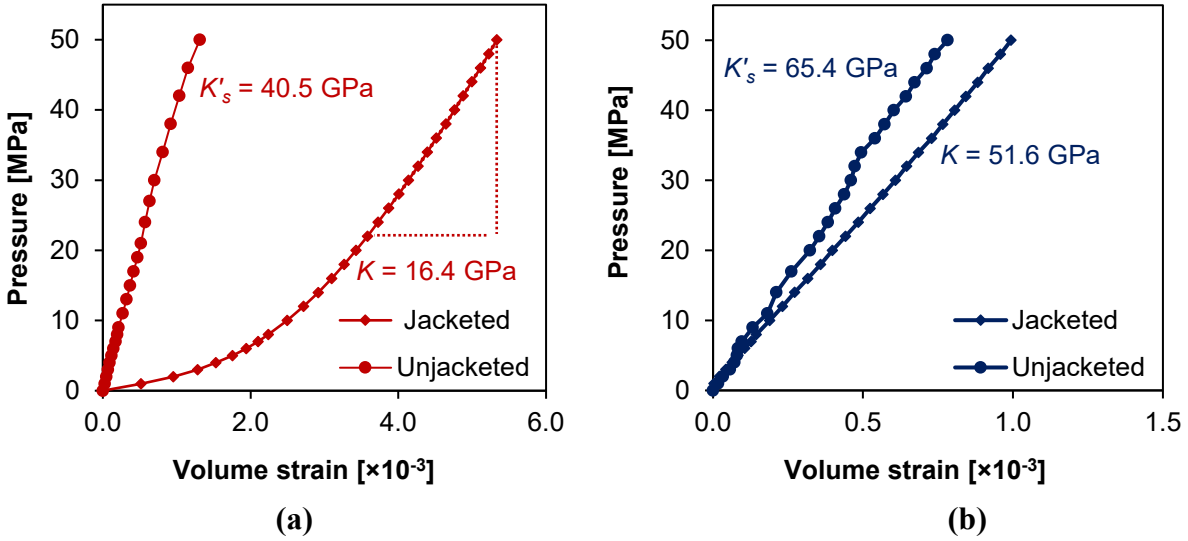 50
40
30
20
10
0
Pressure [MPa]
K's = 40.5 GPa
K = 16.4 GPa
Jacketed
Unjacketed
0.0 2.0 4.0 6.0
Volume strain [×10-3]
(a)
50
40
30
20
10
0
Pressure [MPa]
K's = 65.4 GPa
K = 51.6 GPa
Jacketed
Unjacketed
0.0 0.5 1.0 1.5
Volume strain [×10-3]
(b)